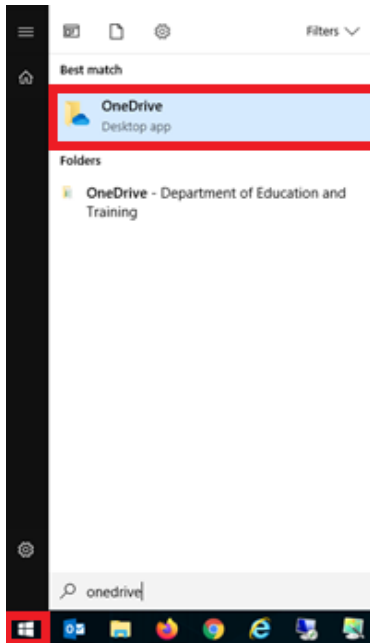 Filters
Best match
OneDrive
Desktop app
Folders
OneDrive - Department of Education and
Training
onedrive